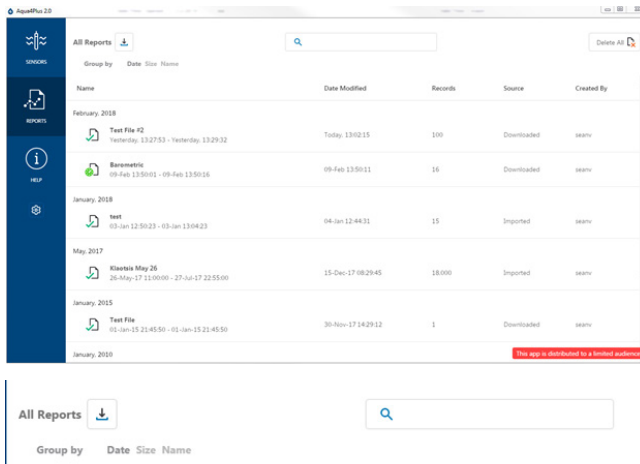 Aqua4Plus 2.0
SENSORS
REPORTS
HELP
All Reports
Delete All
Group by Date Size Name
Name Date Modified Records Source Created By
February, 2018
Test File #2
Yesterday, 13:27:53 - Yesterday, 13:29:32
Today, 13:02:15 100 Downloaded seanv
Barometric
09-Feb 13:50:01 - 09-Feb 13:50:16
09-Feb 13:50:11 16 Downloaded seanv
January, 2018
test
03-Jan 12:50:23 - 03-Jan 13:04:23
04-Jan 12:44:31 15 Imported seanv
May, 2017
Klaotsis May 26
26-May-17 11:00:00 - 27-Jul-17 22:55:00
15-Dec-17 08:29:45 18,000 Imported seanv
January, 2015
Test File
01-Jan-15 21:45:50 - 01-Jan-15 21:45:50
30-Nov-17 14:29:12 1 Downloaded seanv
January, 2010
This app is distributed to a limited audience
All Reports
Group by Date Size Name